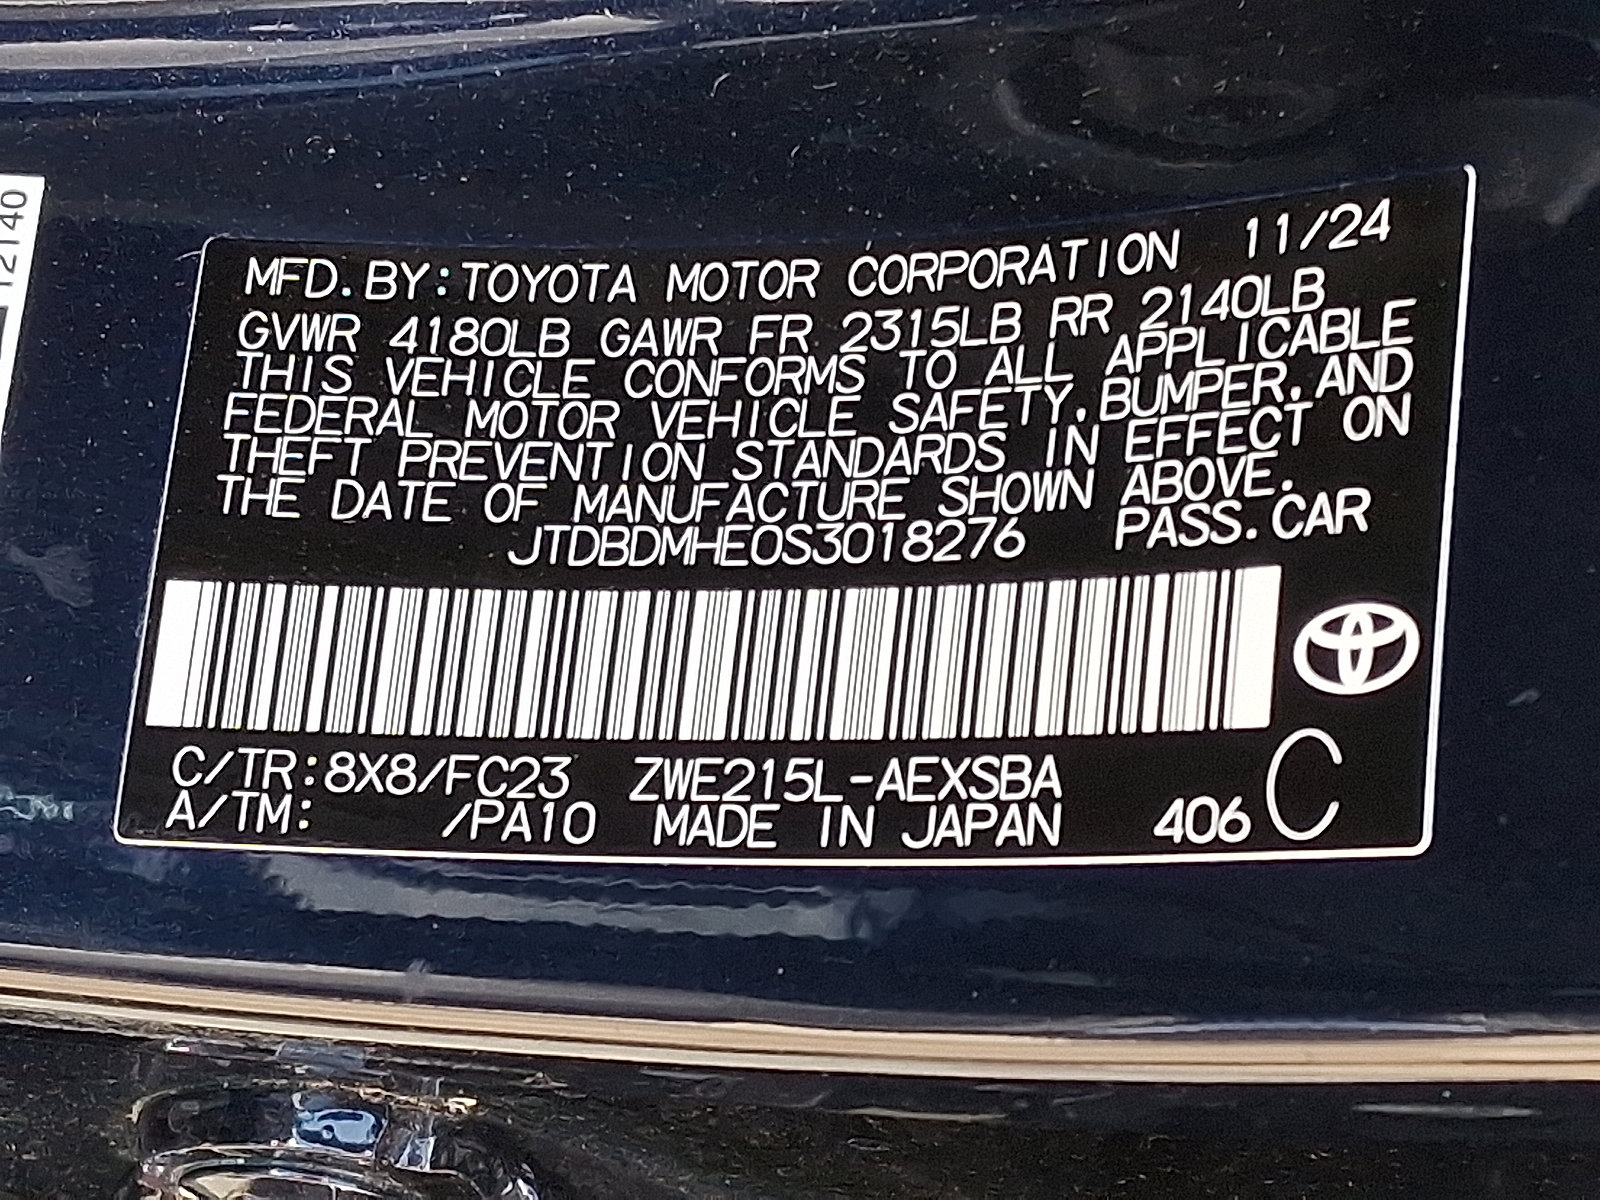 12140
MFD.BY:TOYOTA MOTOR CORPORATION 11/24
GVWR 4180LB GAWR FR 2315LB RR 2140LB
THIS VEHICLE CONFORMS TO ALL APPLICABLE
FEDERAL MOTOR VEHICLE SAFETY,BUMPER,AND
THEFT PREVENTION STANDARDS IN EFFECT ON
THE DATE OF MANUFACTURE SHOWN ABOVE.
JTDBDMHE0S3018276 PASS.CAR
C/TR:8X8/FC23 ZWE215L-AEXSBA
A/TM: /PA10 MADE IN JAPAN 406 C